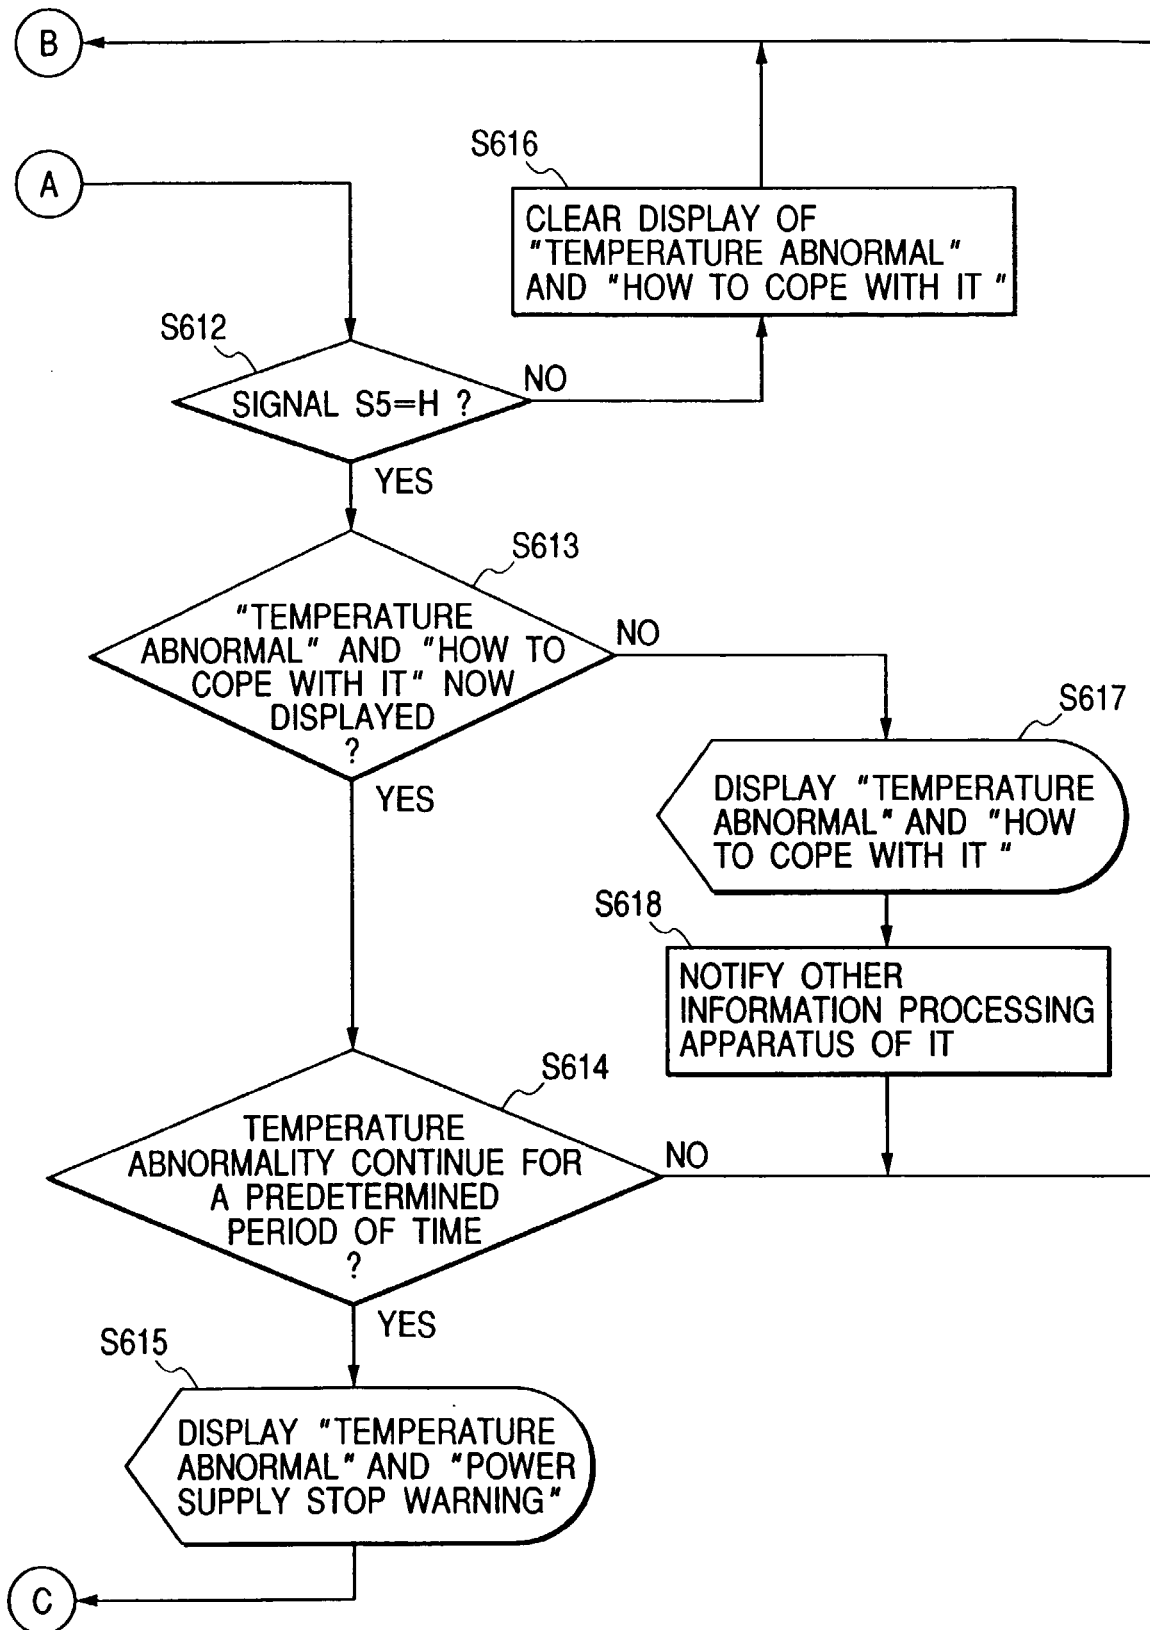 B
A
S616
CLEAR DISPLAY OF
"TEMPERATURE ABNORMAL"
AND "HOW TO COPE WITH IT "
S612
SIGNAL S5=H ?
NO
YES
S613
"TEMPERATURE
ABNORMAL" AND "HOW TO
COPE WITH IT" NOW
DISPLAYED
?
NO
YES
S617
DISPLAY "TEMPERATURE
ABNORMAL" AND "HOW
TO COPE WITH IT "
S618
NOTIFY OTHER
INFORMATION PROCESSING
APPARATUS OF IT
S614
TEMPERATURE
ABNORMALITY CONTINUE FOR
A PREDETERMINED
PERIOD OF TIME
?
NO
YES
S615
DISPLAY "TEMPERATURE
ABNORMAL" AND "POWER
SUPPLY STOP WARNING"
C